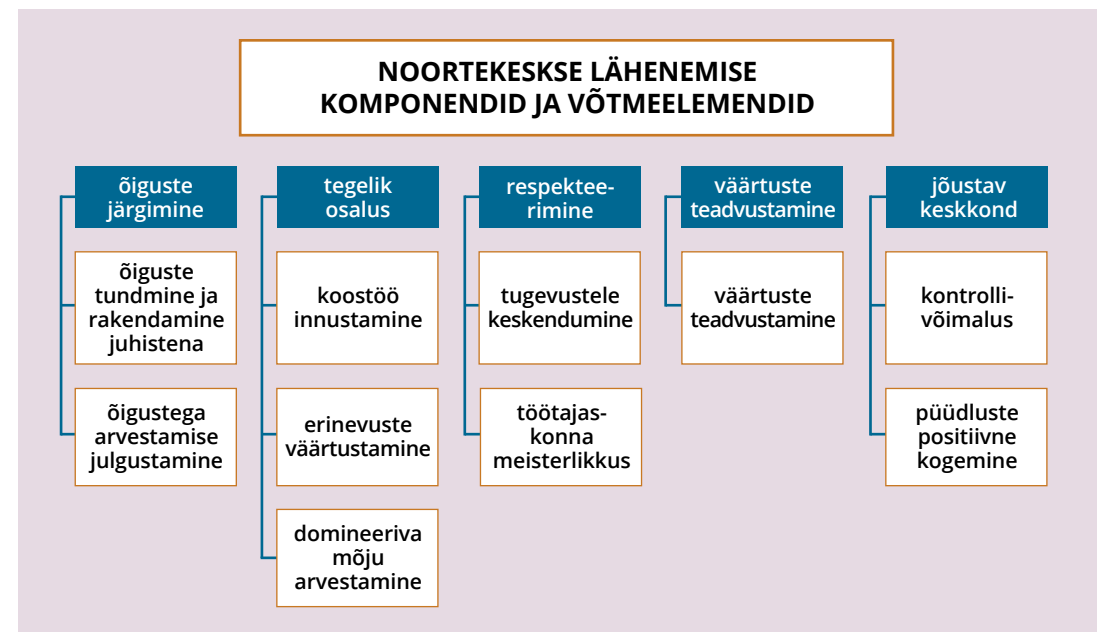 NOORTEKESKSE LÄHENEMISE
KOMPONENDID JA VÕTMEELEMENDID
õiguste
järgimine
õiguste
tundmine ja
rakendamine
juhistena
õigustega
arvestamise
julgustamine
tegelik
osalus
koostöö
innustamine
erinevuste
väärtustamine
domineeriva
mõju
arvestamine
respektee-
rimine
tugevustele
keskendumine
töötajas-
konna
meisterlikkus
väärtuste
teadvustamine
väärtuste
teadvustamine
jõustav
keskkond
kontrolli-
võimalus
püüdluste
positiivne
kogemine